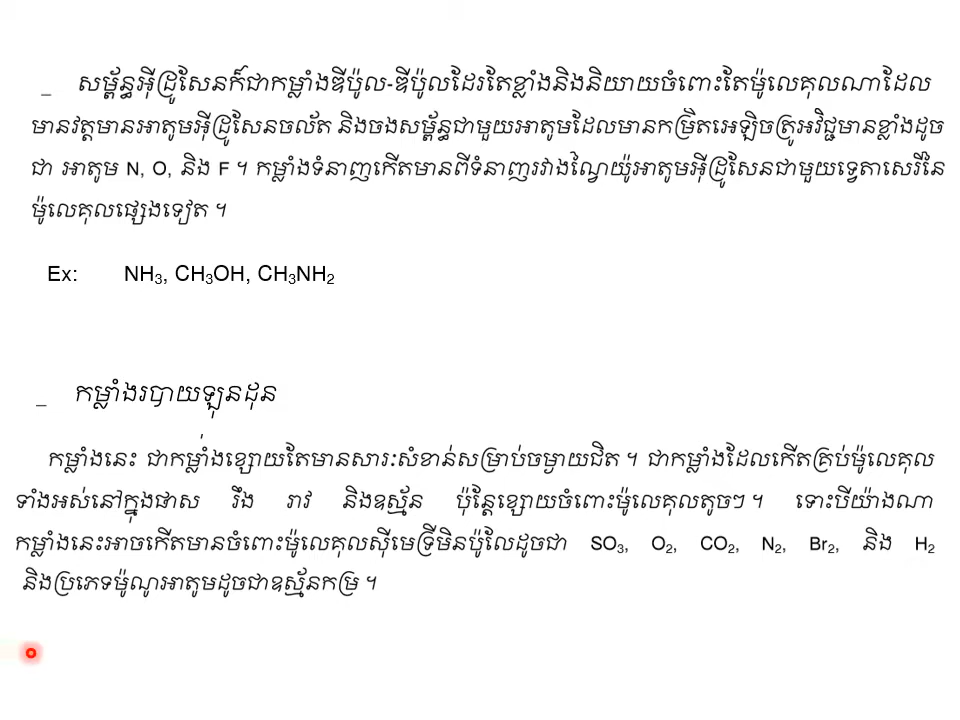 _ សម្ព័ន្ធអ៊ីដ្រូសែនក៏ជាកម្លាំងឌីប៉ូល-ឌីប៉ូលដែរតែខ្លាំងនិងនិយាយចំពោះតែម៉ូលេគុលណាដែល
មានវត្តមានអាតូមអ៊ីដ្រូសែនចល័ត និងចងសម្ព័ន្ធជាមួយអាតូមដែលមានកម្រិតអេឡិចត្រូអវិជ្ជមានខ្លាំងដូច
ជា អាតូម N, O, និង F ។ កម្លាំងទំនាញកើតមានពីទំនាញរវាងណ្វៃយ៉ូអាតូមអ៊ីដ្រូសែនជាមួយទ្វេតាសេរីនៃ
ម៉ូលេគុលផ្សេងទៀត ។
Ex: NH₃, CH₃OH, CH₃NH₂
_ កម្លាំងរបាយឡុនដុន
កម្លាំងនេះ ជាកម្លាំងខ្សោយតែមានសារៈសំខាន់សម្រាប់ចម្ងាយជិត ។ ជាកម្លាំងដែលកើតគ្រប់ម៉ូលេគុល
ទាំងអស់នៅក្នុងផាស រឹង រាវ និងឧស្ម័ន ប៉ុន្តែខ្សោយចំពោះម៉ូលេគុលតូចៗ ។ ទោះបីយ៉ាងណា
កម្លាំងនេះអាចកើតមានចំពោះម៉ូលេគុលស៊ីមេទ្រីមិនប៉ូលែដូចជា SO₃, O₂, CO₂, N₂, Br₂, និង H₂
និងប្រភេទម៉ូណូអាតូមដូចជាឧស្ម័នកម្រ ។